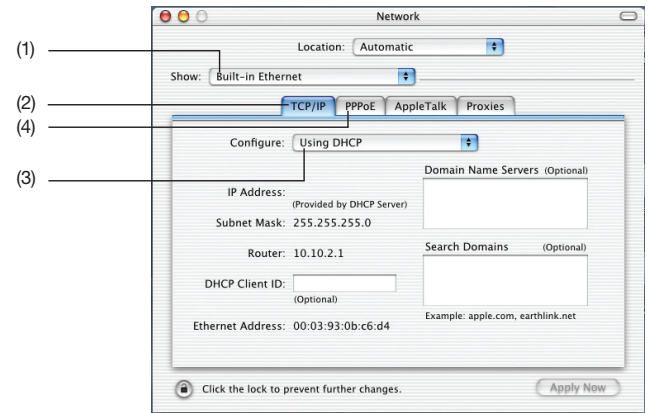 Network
Location: Automatic
(1)
Show: Built-in Ethernet
(2)
TCP/IP PPPoE AppleTalk Proxies
(4)
Configure: Using DHCP
(3)
Domain Name Servers (Optional)
IP Address:
(Provided by DHCP Server)
Subnet Mask: 255.255.255.0
Router: 10.10.2.1
Search Domains (Optional)
DHCP Client ID:
(Optional)
Example: apple.com, earthlink.net
Ethernet Address: 00:03:93:0b:c6:d4
Click the lock to prevent further changes.
Apply Now